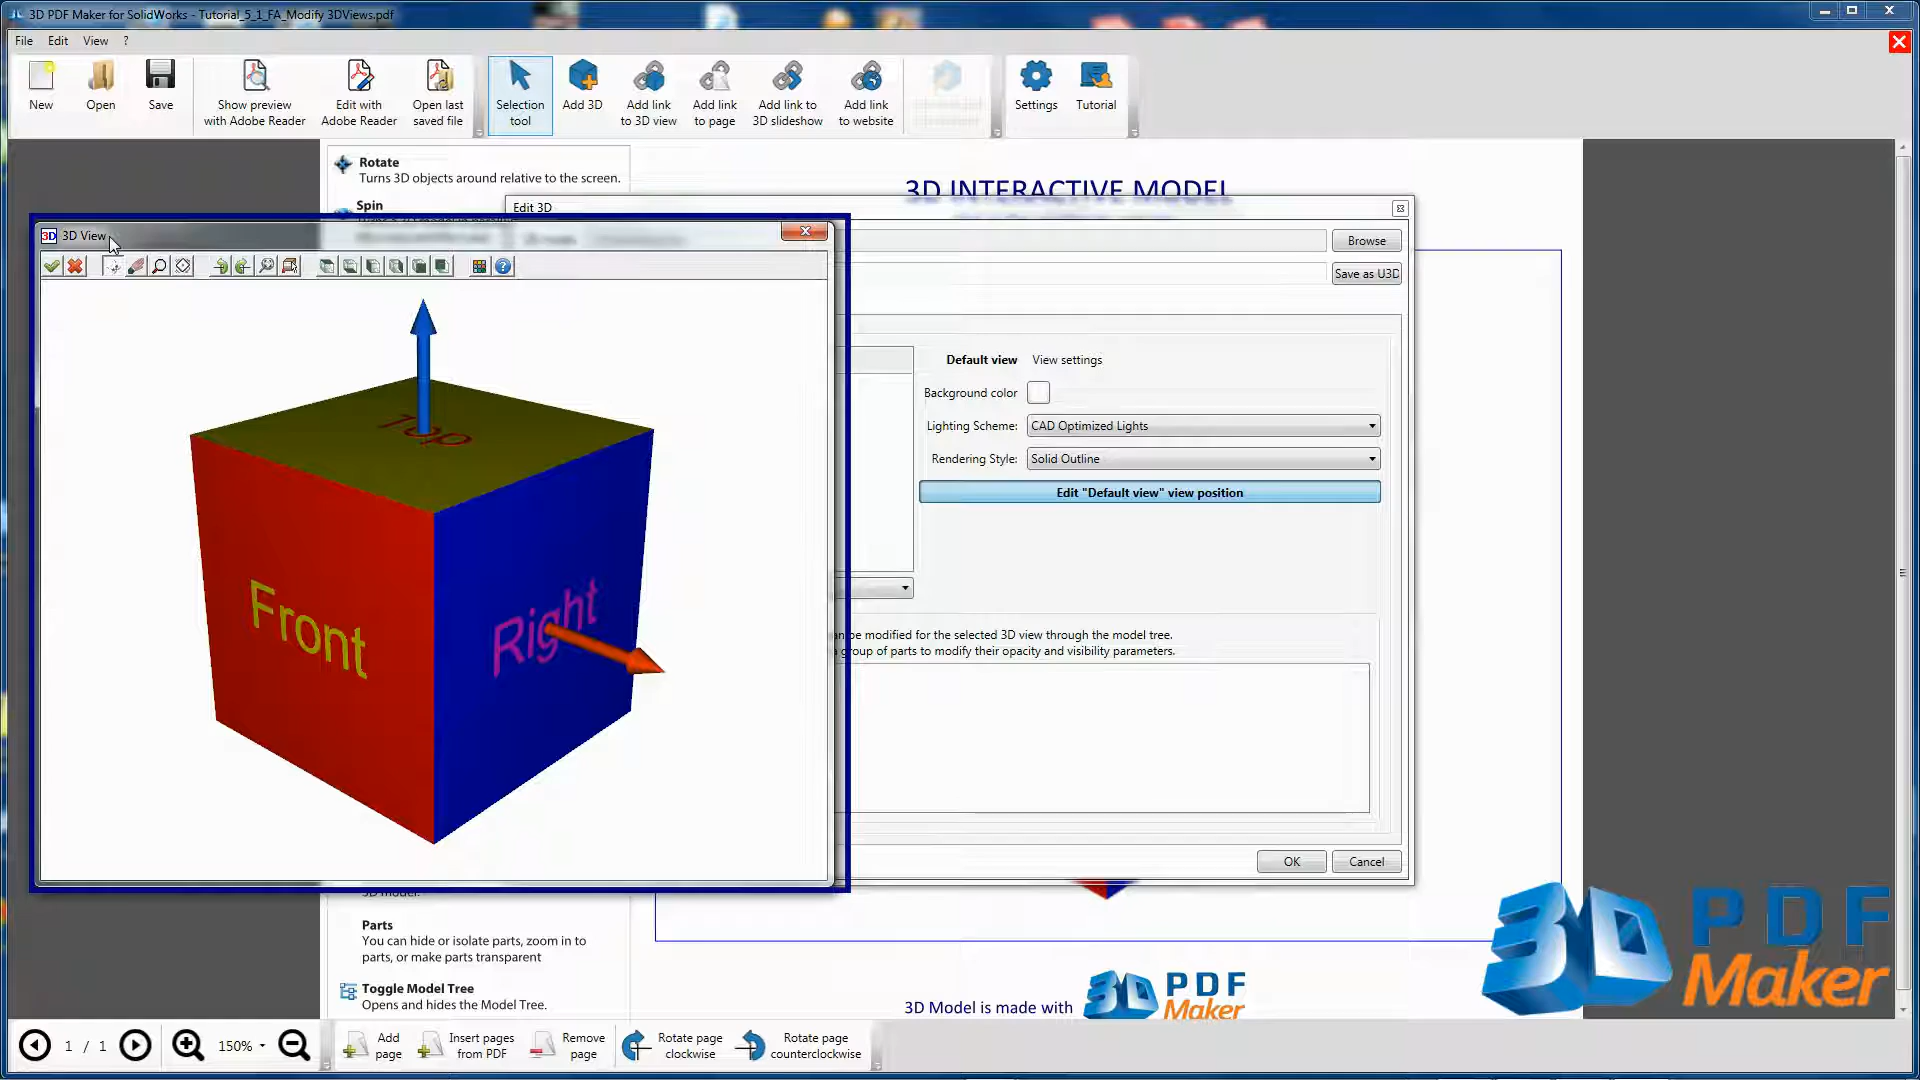 3D PDF Maker for SolidWorks - Tutorial_5_1_FA_Modify 3DViews.pdf
File Edit View ?
New
Open
Save
Show preview
with Adobe Reader
Edit with
Adobe Reader
Open last
saved file
Selection
tool
Add 3D
Add link
to 3D view
Add link
to page
Add link to
3D slideshow
Add link
to website
Settings
Tutorial
Rotate
Turns 3D objects around relative to the screen.
Spin
3D INTERACTIVE MODEL
Edit 3D
3D 3D View
Browse
Save as U3D
Top
Front
Right
Default view View settings
Background color
Lighting Scheme: CAD Optimized Lights
Rendering Style: Solid Outline
Edit "Default view" view position
an be modified for the selected 3D view through the model tree.
a group of parts to modify their opacity and visibility parameters.
OK
Cancel
3D model.
Parts
You can hide or isolate parts, zoom in to
parts, or make parts transparent
Toggle Model Tree
Opens and hides the Model Tree.
3D Model is made with
3D PDF
Maker
3D PDF
Maker
1 / 1
150%
Add
page
Insert pages
from PDF
Remove
page
Rotate page
clockwise
Rotate page
counterclockwise